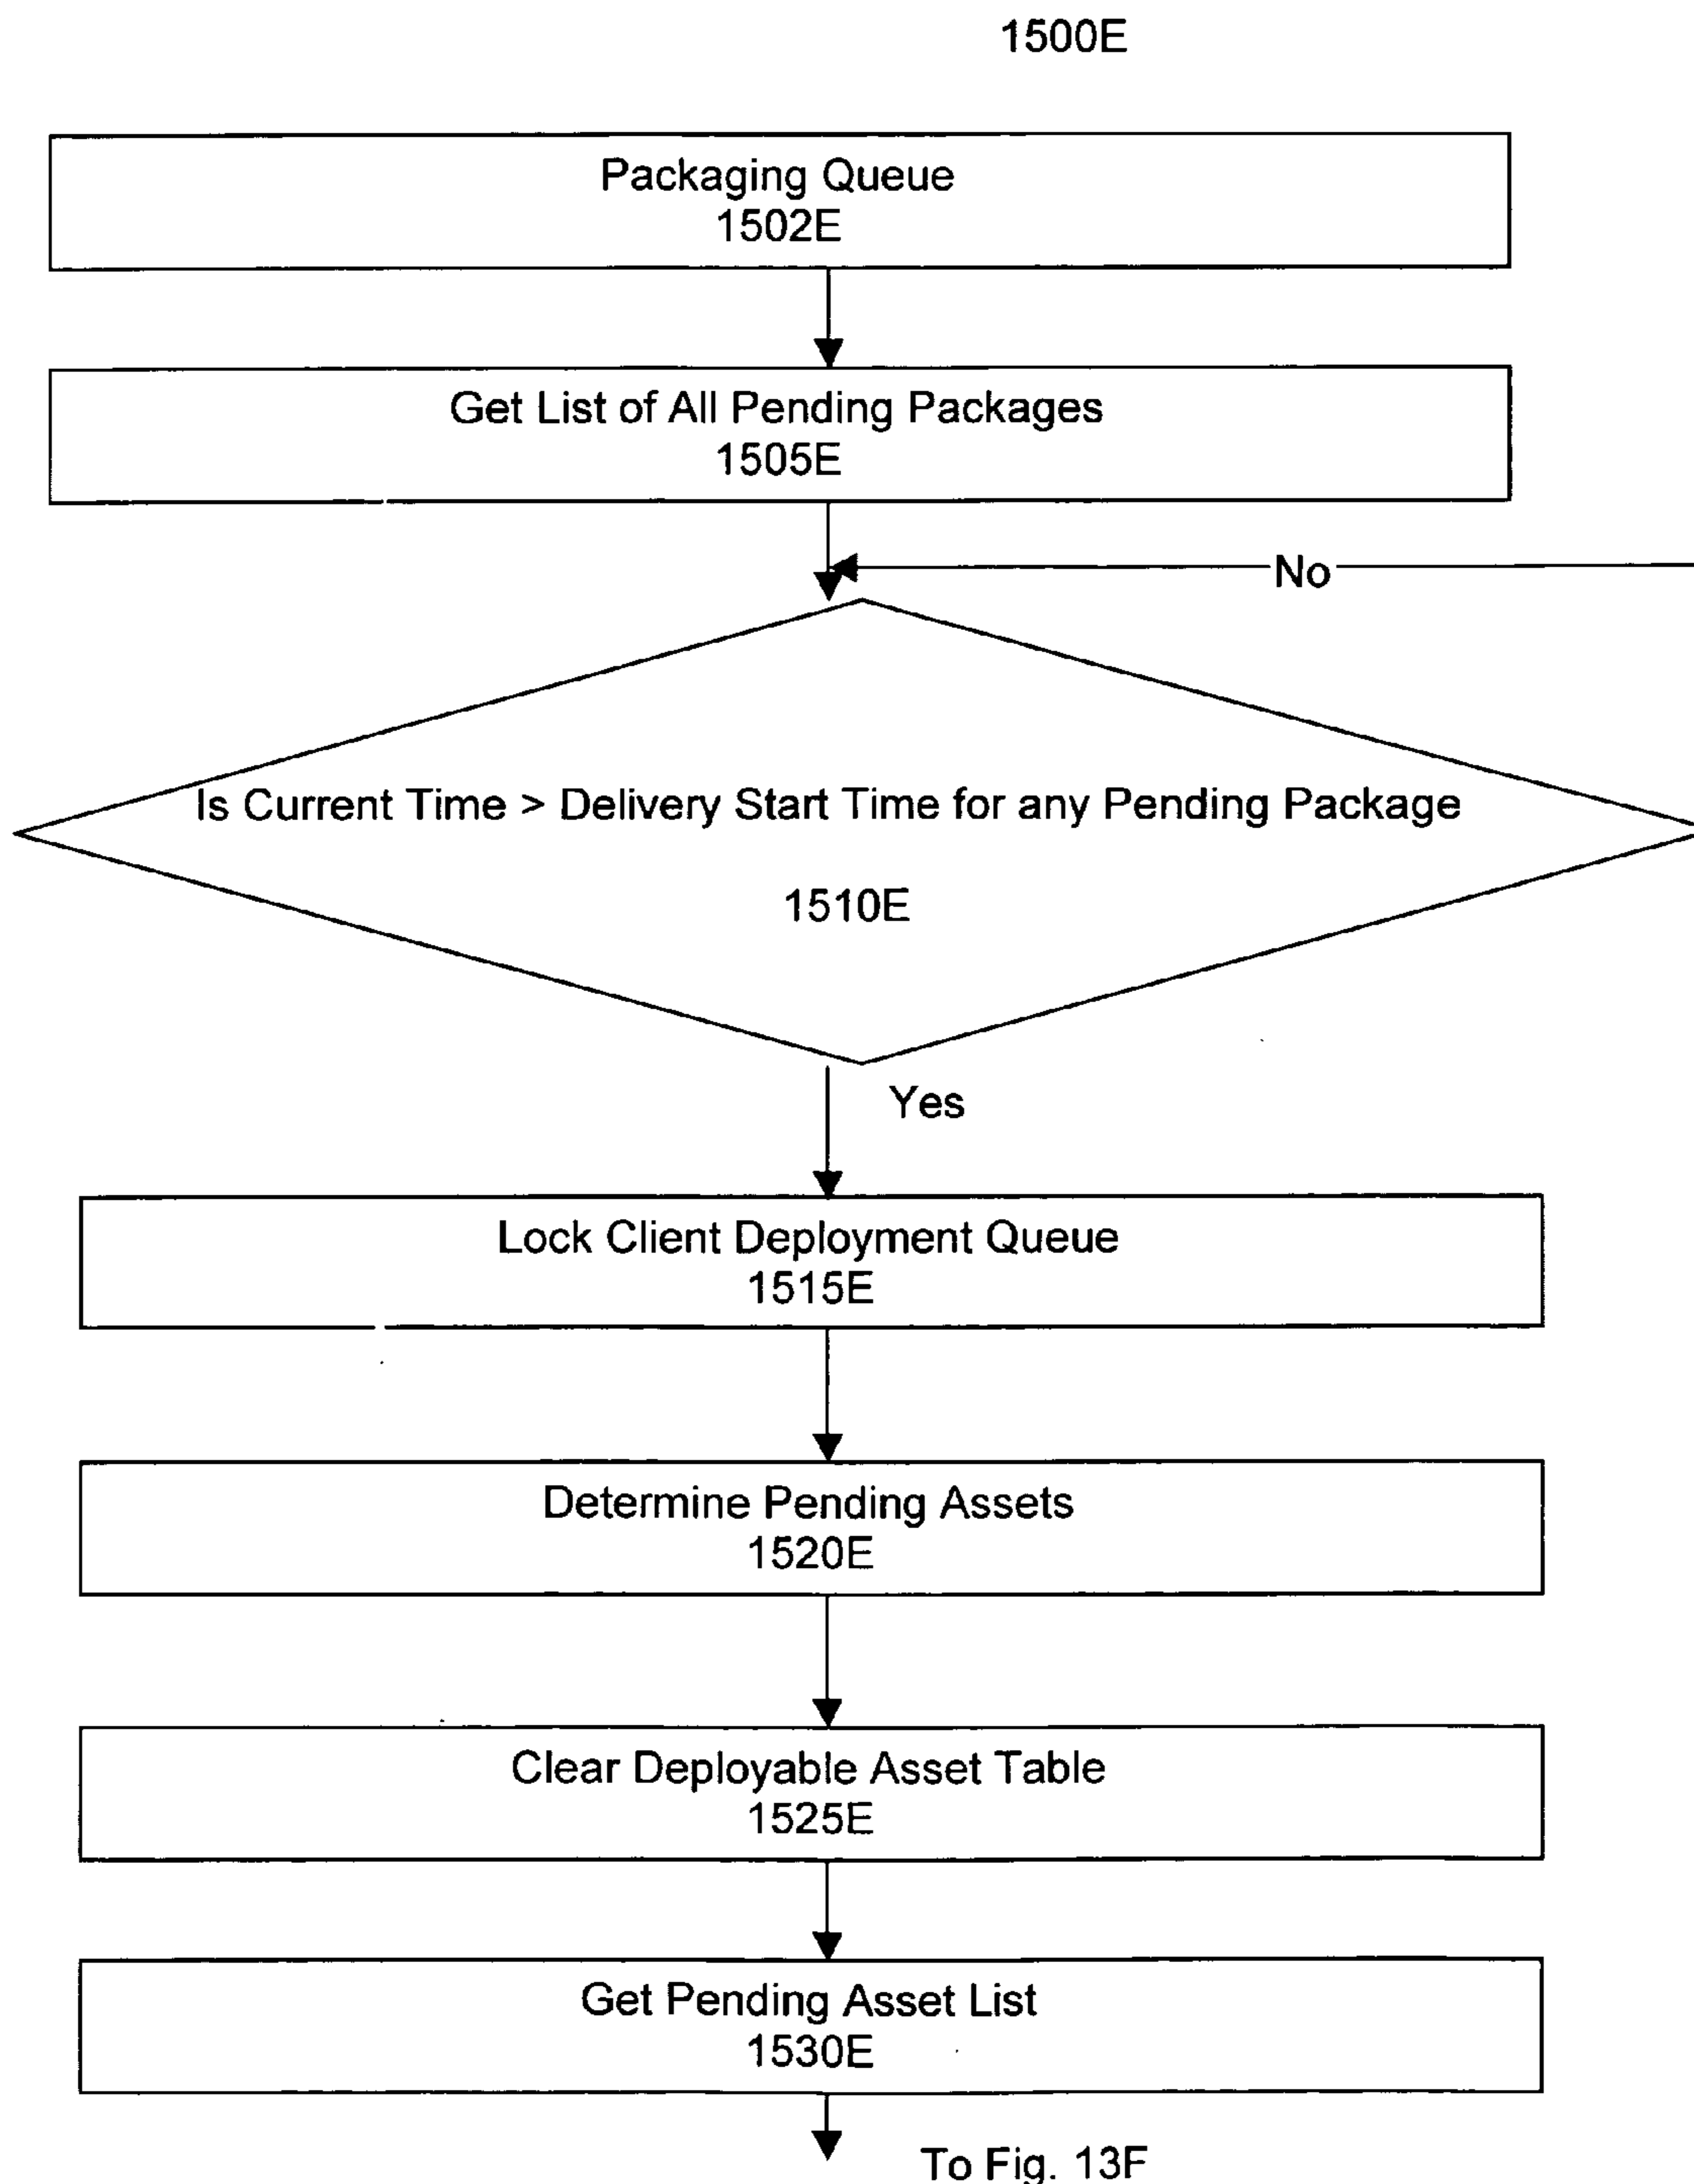 1500E
Packaging Queue
1502E
Get List of All Pending Packages
1505E
No
Is Current Time > Delivery Start Time for any Pending Package
1510E
Yes
Lock Client Deployment Queue
1515E
Determine Pending Assets
1520E
Clear Deployable Asset Table
1525E
Get Pending Asset List
1530E
To Fig. 13F